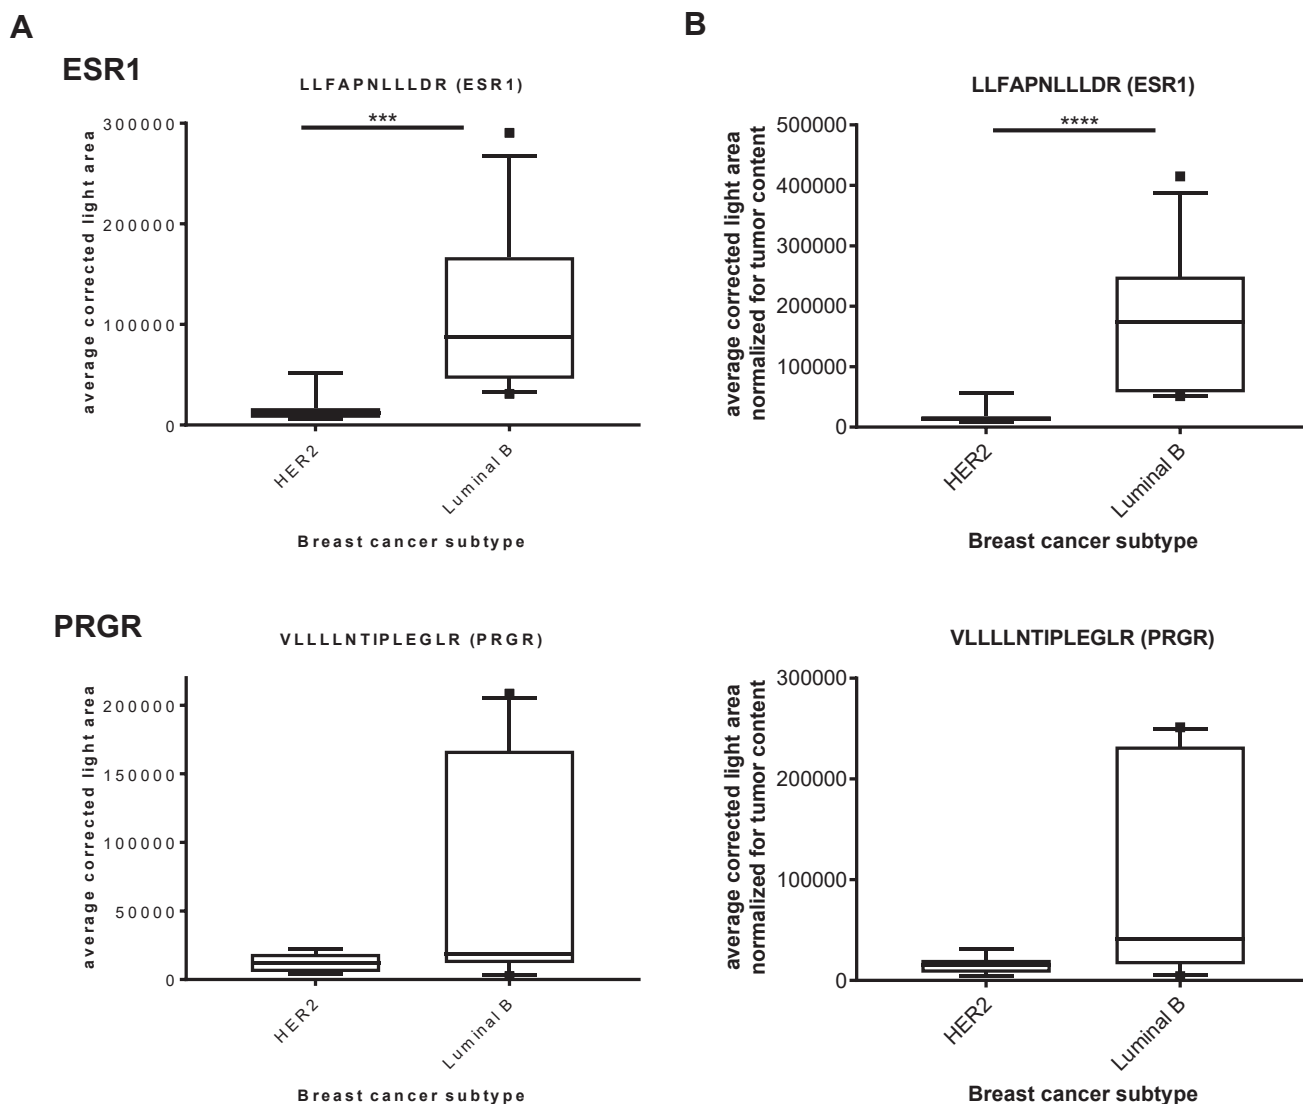 A
ESR1
LLFAPNLLLDR (ESR1)
***
average corrected light area
300000
200000
100000
0
HER2
Luminal B
Breast cancer subtype
B
LLFAPNLLLDR (ESR1)
****
average corrected light area
normalized for tumor content
500000
400000
300000
200000
100000
0
HER2
Luminal B
Breast cancer subtype
PRGR
VLLLLNTIPLEGLR (PRGR)
average corrected light area
200000
150000
100000
50000
0
HER2
Luminal B
Breast cancer subtype
VLLLLNTIPLEGLR (PRGR)
average corrected light area
normalized for tumor content
300000
200000
100000
0
HER2
Luminal B
Breast cancer subtype